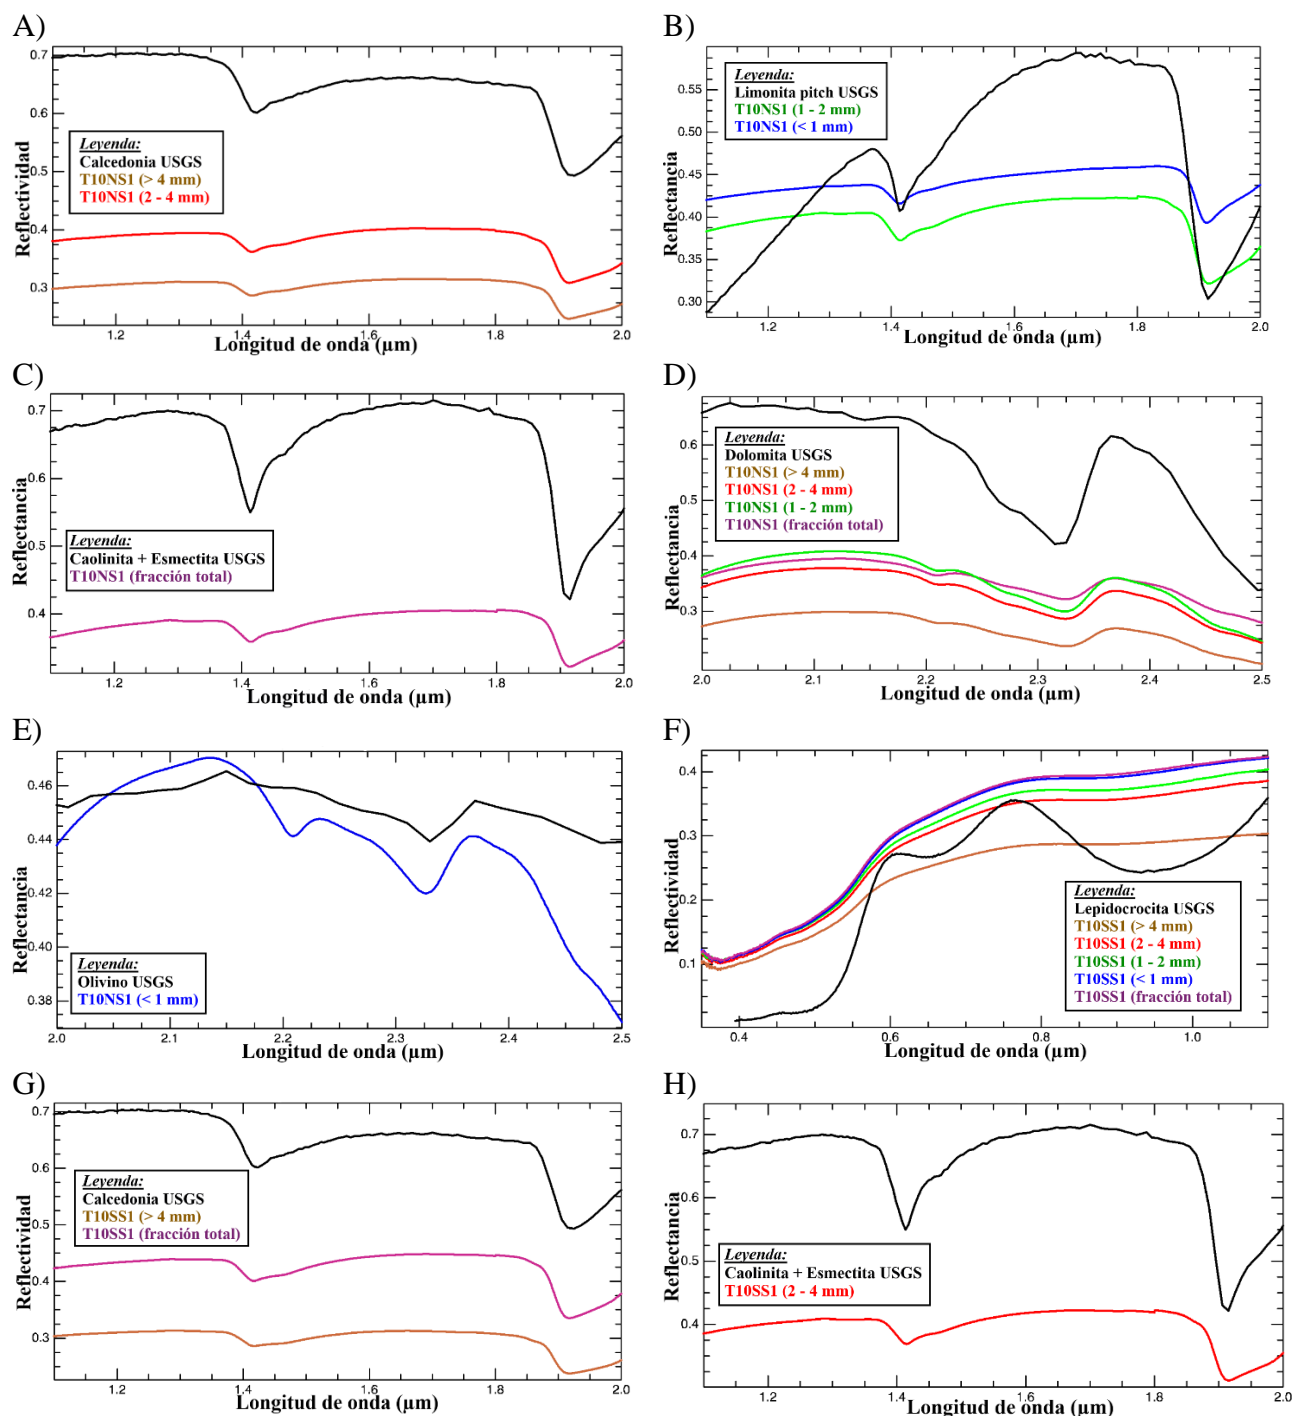 A)
0.7
0.6
0.5
0.4
0.3
Reflectividad
Leyenda:
Calcedonia USGS
T10NS1 (> 4 mm)
T10NS1 (2 - 4 mm)
1.2
1.4
1.6
1.8
2.0
Longitud de onda (µm)
B)
0.55
0.50
0.45
0.40
0.35
0.30
Reflectancia
Leyenda:
Limonita pitch USGS
T10NS1 (1 - 2 mm)
T10NS1 (< 1 mm)
1.2
1.4
1.6
1.8
2.0
Longitud de onda (µm)
C)
0.7
0.6
0.5
0.4
Reflectancia
Leyenda:
Caolinita + Esmectita USGS
T10NS1 (fracción total)
1.2
1.4
1.6
1.8
2.0
Longitud de onda (µm)
D)
0.6
0.5
0.4
0.3
Reflectancia
Leyenda:
Dolomita USGS
T10NS1 (> 4 mm)
T10NS1 (2 - 4 mm)
T10NS1 (1 - 2 mm)
T10NS1 (fracción total)
2.0
2.1
2.2
2.3
2.4
2.5
Longitud de onda (µm)
E)
0.46
0.44
0.42
0.40
0.38
Reflectancia
Leyenda:
Olivino USGS
T10NS1 (< 1 mm)
2.0
2.1
2.2
2.3
2.4
2.5
Longitud de onda (µm)
F)
0.4
0.3
0.2
0.1
Reflectividad
Leyenda:
Lepidocrocita USGS
T10SS1 (> 4 mm)
T10SS1 (2 - 4 mm)
T10SS1 (1 - 2 mm)
T10SS1 (< 1 mm)
T10SS1 (fracción total)
0.4
0.6
0.8
1.0
Longitud de onda (µm)
G)
0.7
0.6
0.5
0.4
0.3
Reflectividad
Leyenda:
Calcedonia USGS
T10SS1 (> 4 mm)
T10SS1 (fracción total)
1.2
1.4
1.6
1.8
2.0
Longitud de onda (µm)
H)
0.7
0.6
0.5
0.4
Reflectancia
Leyenda:
Caolinita + Esmectita USGS
T10SS1 (2 - 4 mm)
1.2
1.4
1.6
1.8
2.0
Longitud de onda (µm)